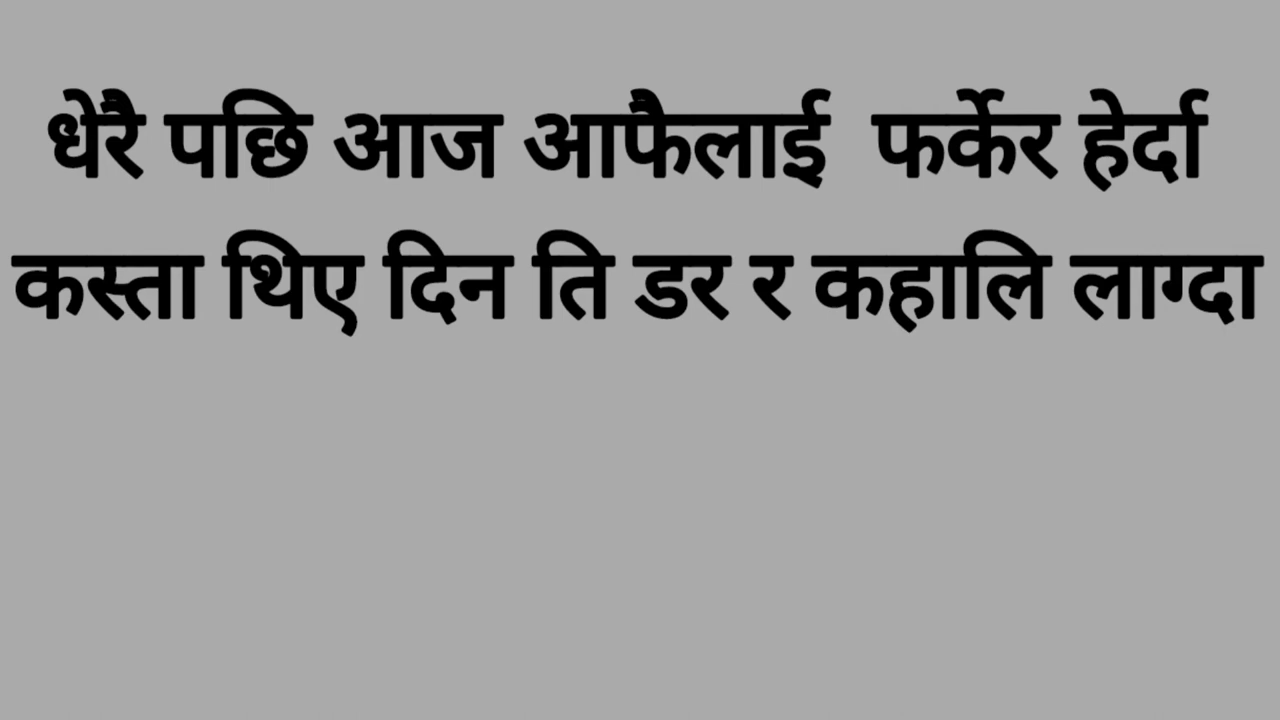 धेरै पछि आज आफैलाई  फर्केर हेर्दा
कस्ता थिए दिन ति डर र कहालि लाग्दा